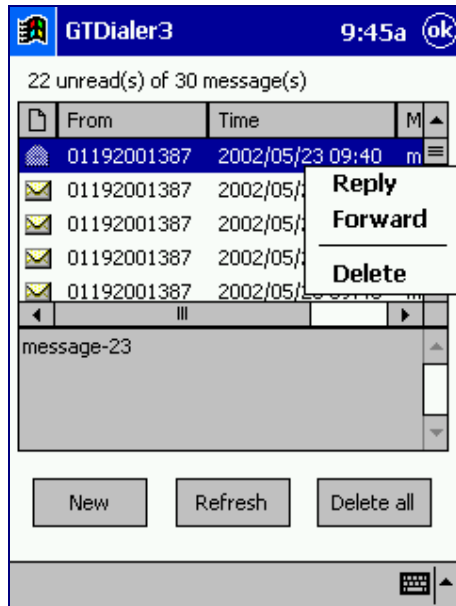 GTDialer3 9:45a ok
22 unread(s) of 30 message(s)
From Time M
01192001387 2002/05/23 09:40 m
01192001387 2002/05/
01192001387 2002/05/
01192001387 2002/05/
01192001387 2002/05/
Reply
Forward
Delete
message-23
New Refresh Delete all